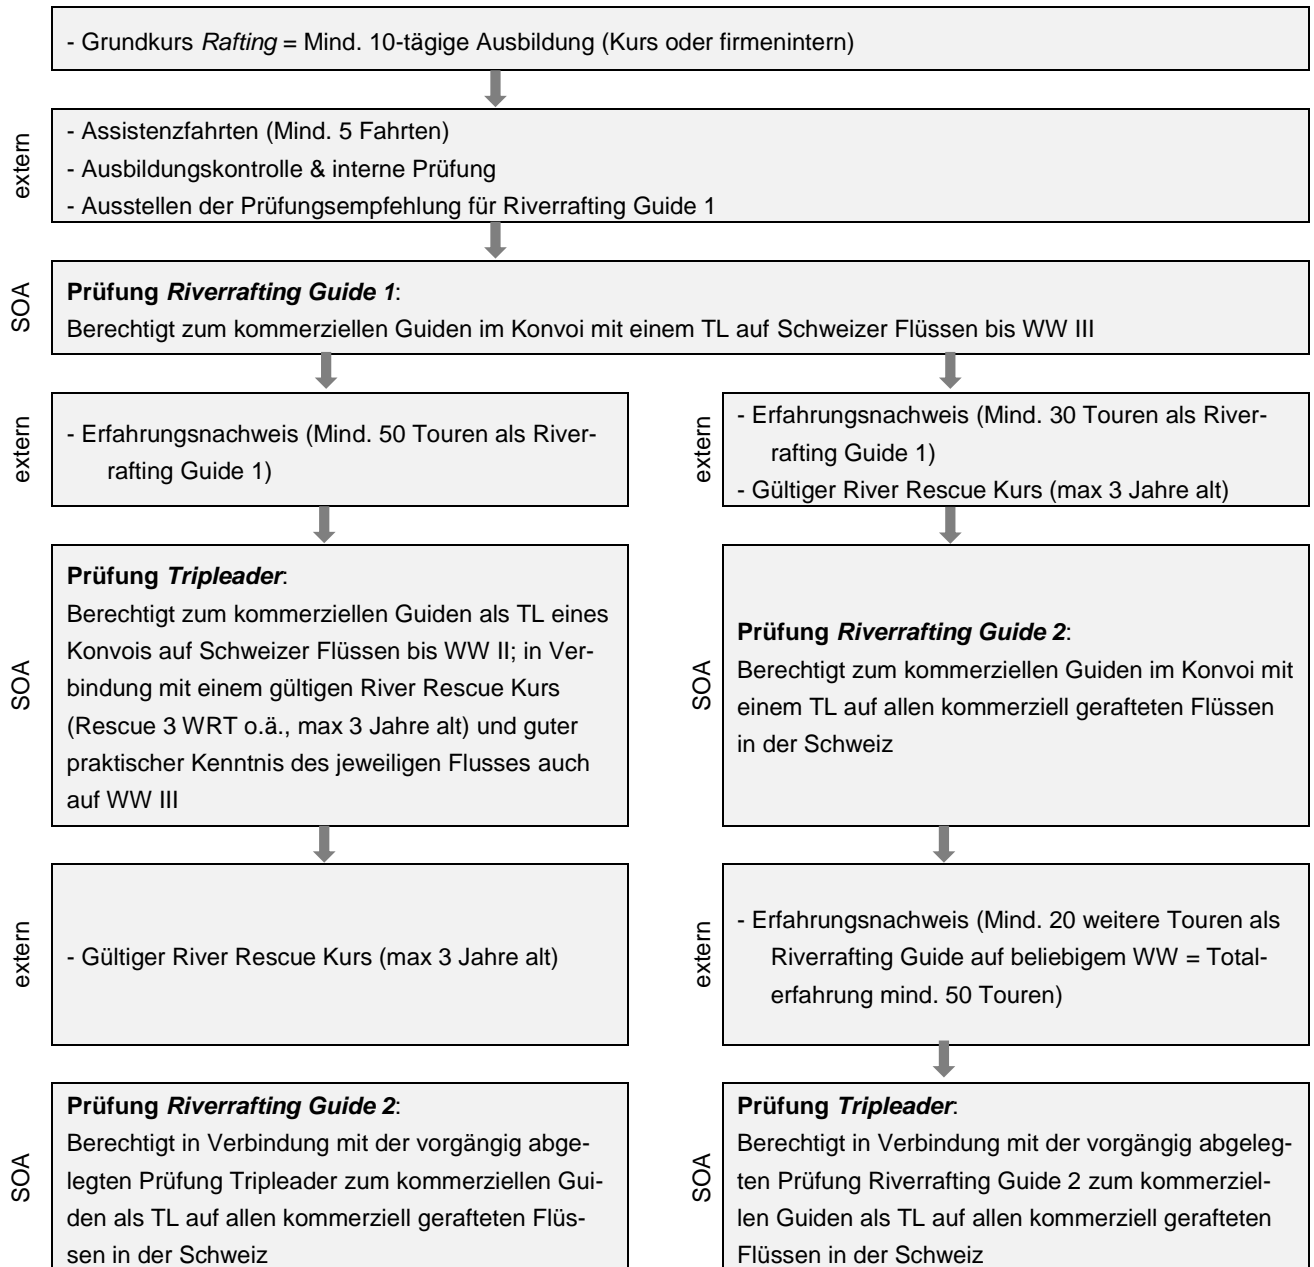 - Grundkurs Rafting = Mind. 10-tägige Ausbildung (Kurs oder firmenintern)
extern
- Assistenzfahrten (Mind. 5 Fahrten)
- Ausbildungskontrolle & interne Prüfung
- Ausstellen der Prüfungsempfehlung für Riverrafting Guide 1
SOA
Prüfung Riverrafting Guide 1:
Berechtigt zum kommerziellen Guiden im Konvoi mit einem TL auf Schweizer Flüssen bis WW III
extern
- Erfahrungsnachweis (Mind. 50 Touren als River-
rafting Guide 1)
extern
- Erfahrungsnachweis (Mind. 30 Touren als River-
rafting Guide 1)
- Gültiger River Rescue Kurs (max 3 Jahre alt)
SOA
Prüfung Tripleader:
Berechtigt zum kommerziellen Guiden als TL eines
Konvois auf Schweizer Flüssen bis WW II; in Ver-
bindung mit einem gültigen River Rescue Kurs
(Rescue 3 WRT o.ä., max 3 Jahre alt) und guter
praktischer Kenntnis des jeweiligen Flusses auch
auf WW III
SOA
Prüfung Riverrafting Guide 2:
Berechtigt zum kommerziellen Guiden im Konvoi mit
einem TL auf allen kommerziell gerafteten Flüssen
in der Schweiz
extern
- Gültiger River Rescue Kurs (max 3 Jahre alt)
extern
- Erfahrungsnachweis (Mind. 20 weitere Touren als
Riverrafting Guide auf beliebigem WW = Total-
erfahrung mind. 50 Touren)
SOA
Prüfung Riverrafting Guide 2:
Berechtigt in Verbindung mit der vorgängig abge-
legten Prüfung Tripleader zum kommerziellen Gui-
den als TL auf allen kommerziell gerafteten Flüs-
sen in der Schweiz
SOA
Prüfung Tripleader:
Berechtigt in Verbindung mit der vorgängig abgeleg-
ten Prüfung Riverrafting Guide 2 zum kommerziel-
len Guiden als TL auf allen kommerziell gerafteten
Flüssen in der Schweiz